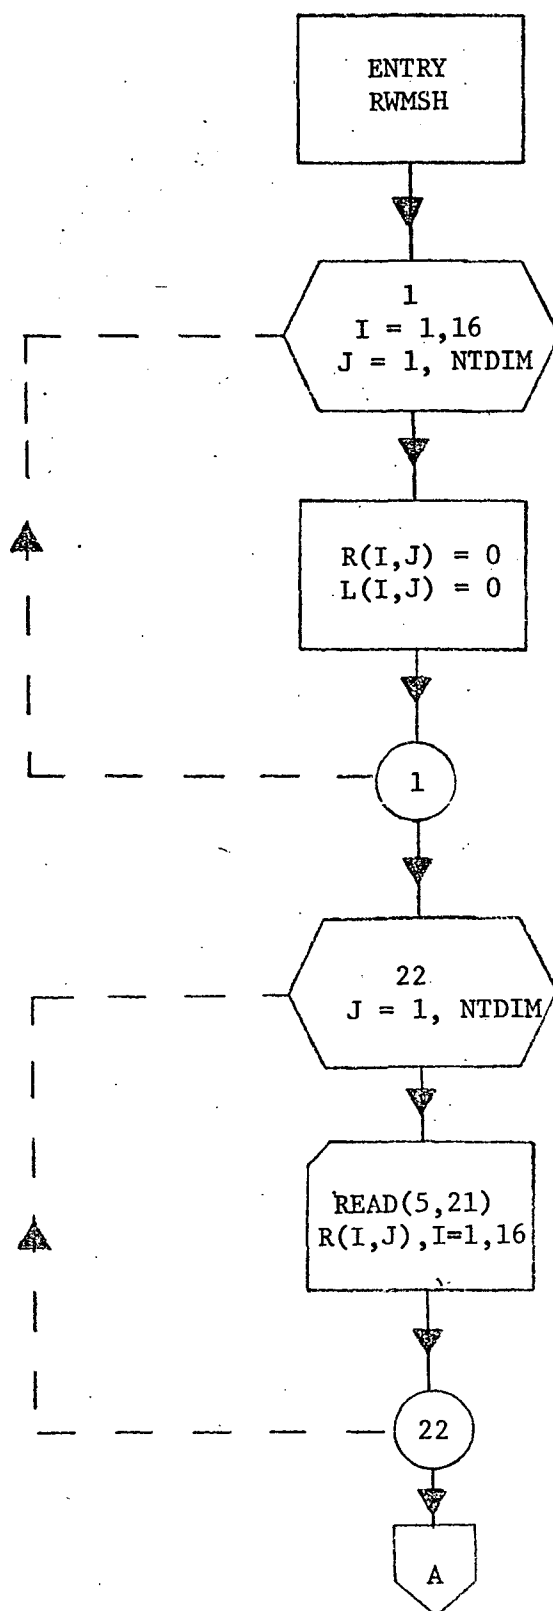 ENTRY
RWMSH
1
I = 1,16
J = 1, NTDIM
R(I,J) = 0
L(I,J) = 0
1
22
J = 1, NTDIM
READ(5,21)
R(I,J),I=1,16
22
A